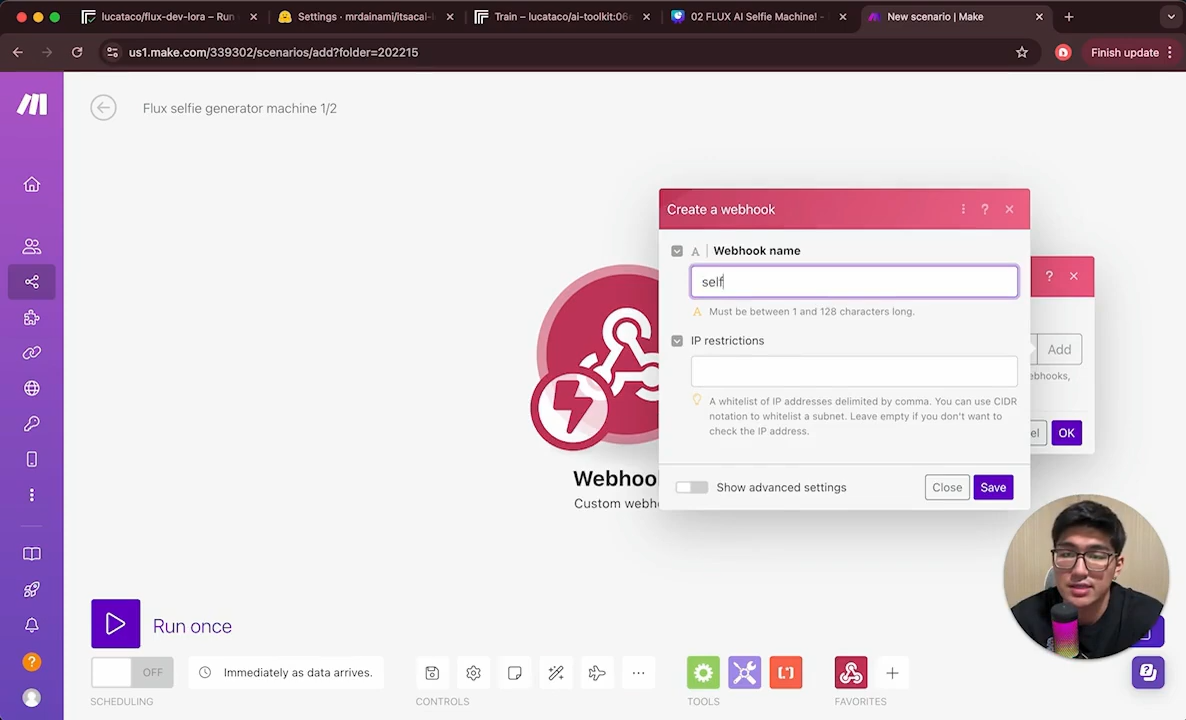 lucataco/flux-dev-lora – Run
Settings · mrdainami/itsacal-l
Train – lucataco/ai-toolkit:06
02 FLUX AI Selfie Machine! -
New scenario | Make
us1.make.com/339302/scenarios/add?folder=202215
Finish update
Flux selfie generator machine 1/2
Create a webhook
?
A
Webhook name
self
Must be between 1 and 128 characters long.
IP restrictions
A whitelist of IP addresses delimited by comma. You can use CIDR
notation to whitelist a subnet. Leave empty if you don't want to
check the IP address.
Show advanced settings
Close
Save
?
Add
ebhooks,
el
OK
Webhoo
Custom webh
Run once
OFF
Immediately as data arrives.
SCHEDULING
CONTROLS
TOOLS
FAVORITES
?